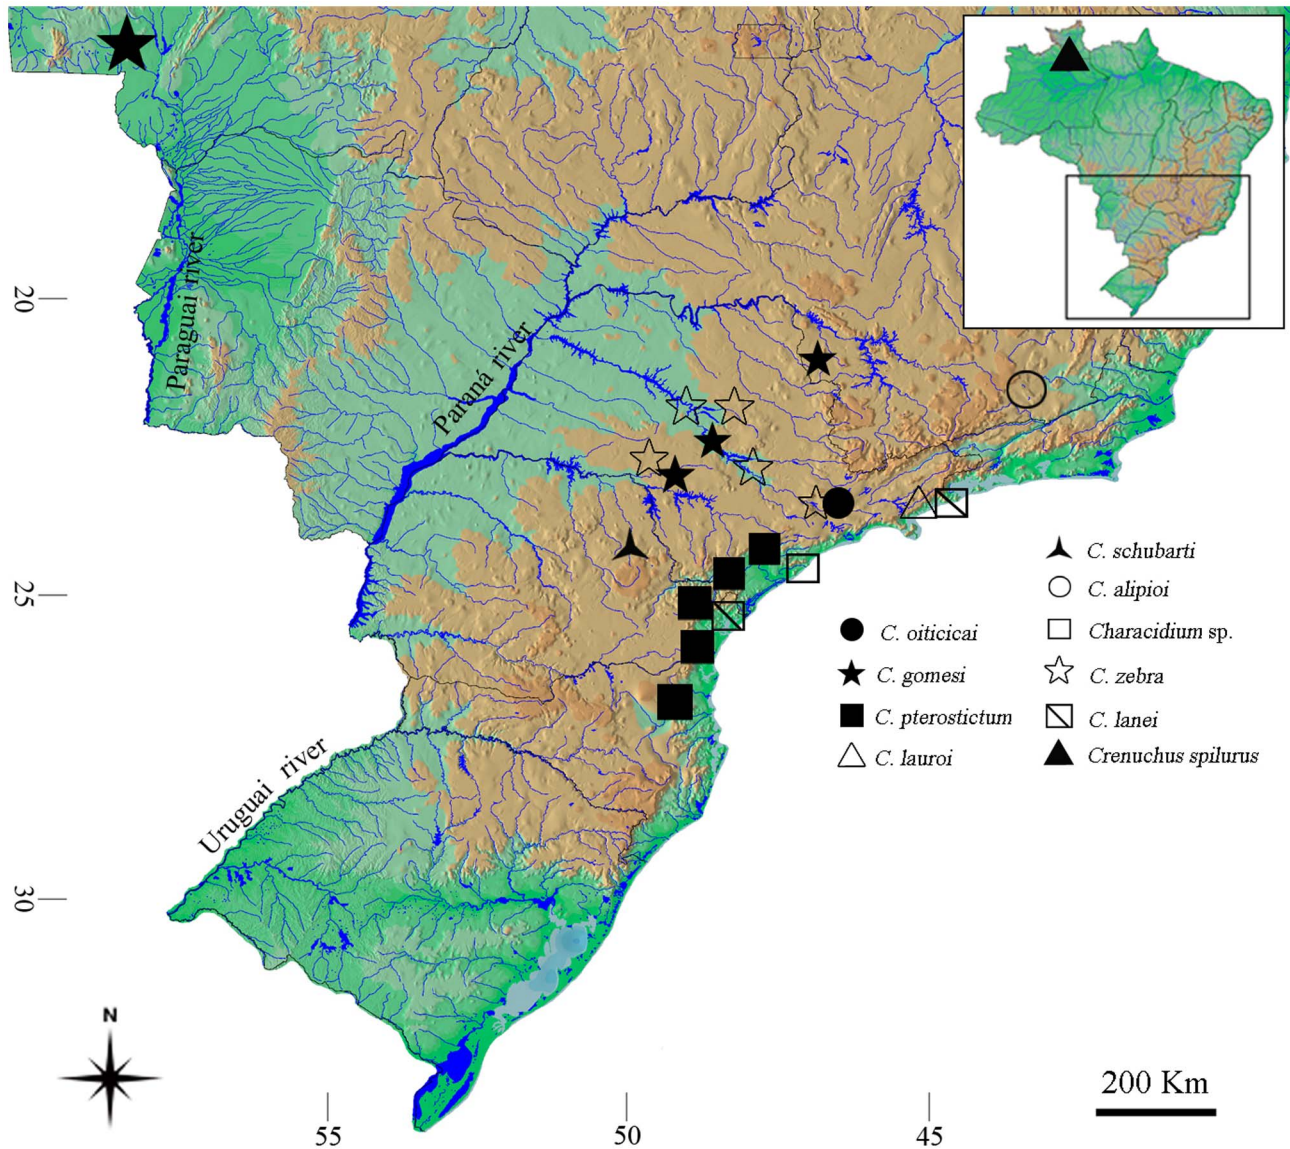 Paraguai river
Paraná river
Uruguai river
20
25
30
55
50
45
N
200 Km
C. schubarti
C. alipioi
C. oiticicai
Characidium sp.
C. gomesi
C. zebra
C. pterostictum
C. lanei
C. lauroi
Crenuchus spilurus